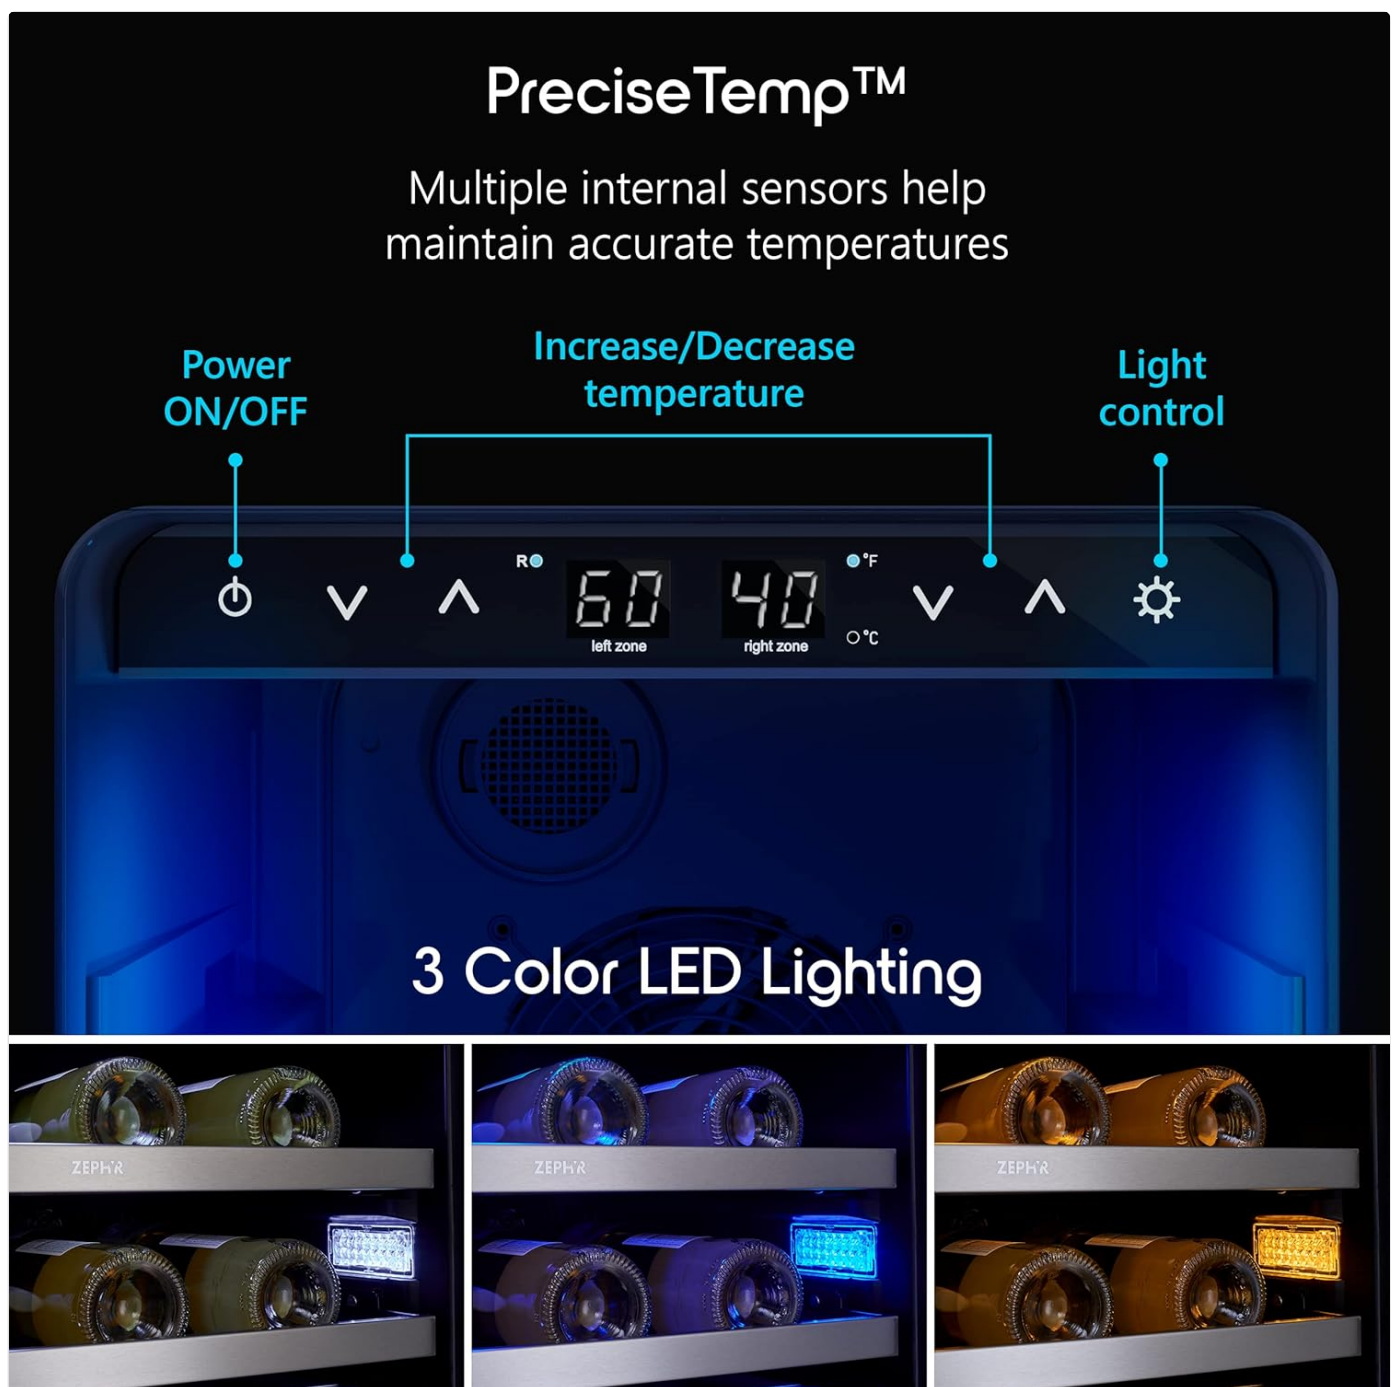 PreciseTemp™
Multiple internal sensors help
maintain accurate temperatures
Power
ON/OFF
Increase/Decrease
temperature
Light
control
R
60
left zone
40
right zone
°F
°C
3 Color LED Lighting
ZEPHYR
ZEPHYR
ZEPHYR